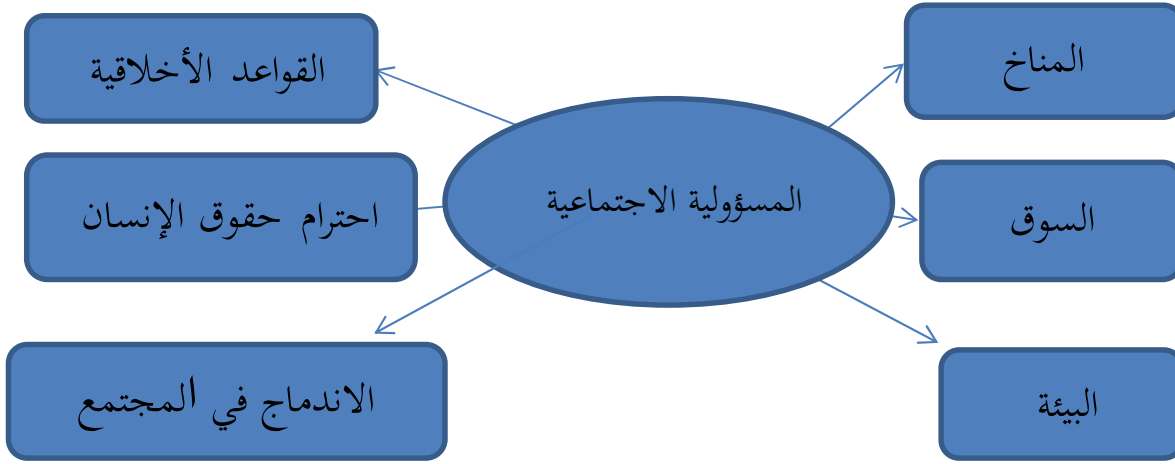 المناخ
القواعد الأخلاقية
المسؤولية الاجتماعية
السوق
احترام حقوق الإنسان
البيئة
الاندماج في المجتمع